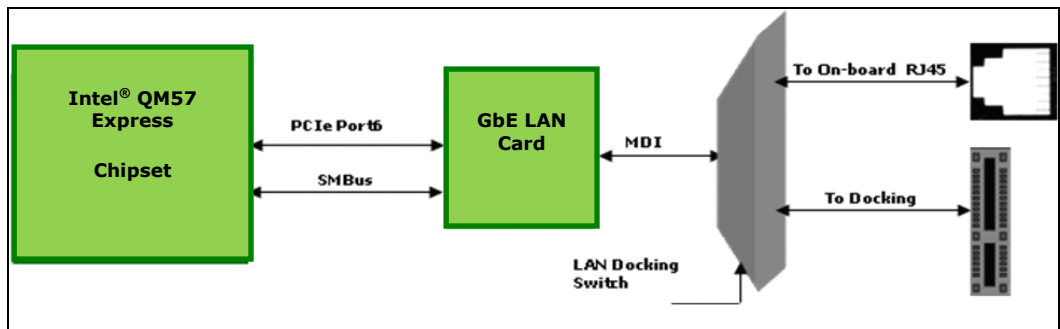 Intel® QM57
Express
Chipset
PCIe Port6
SMBus
GbE LAN
Card
MDI
LAN Docking
Switch
To On-board RJ45
To Docking